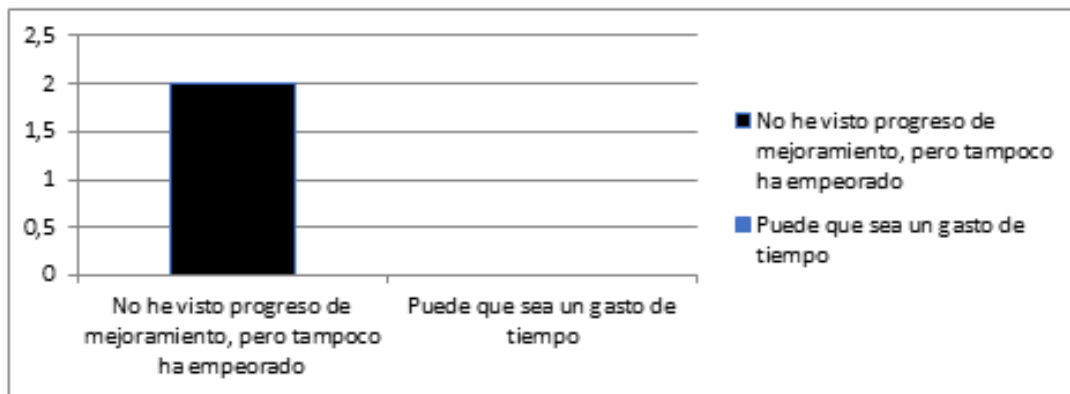 2,5
2
1,5
1
0,5
0
No he visto progreso de
mejoramiento, pero tampoco
ha empeorado
Puede que sea un gasto de
tiempo
No he visto progreso de
mejoramiento, pero tampoco
ha empeorado
Puede que sea un gasto de
tiempo